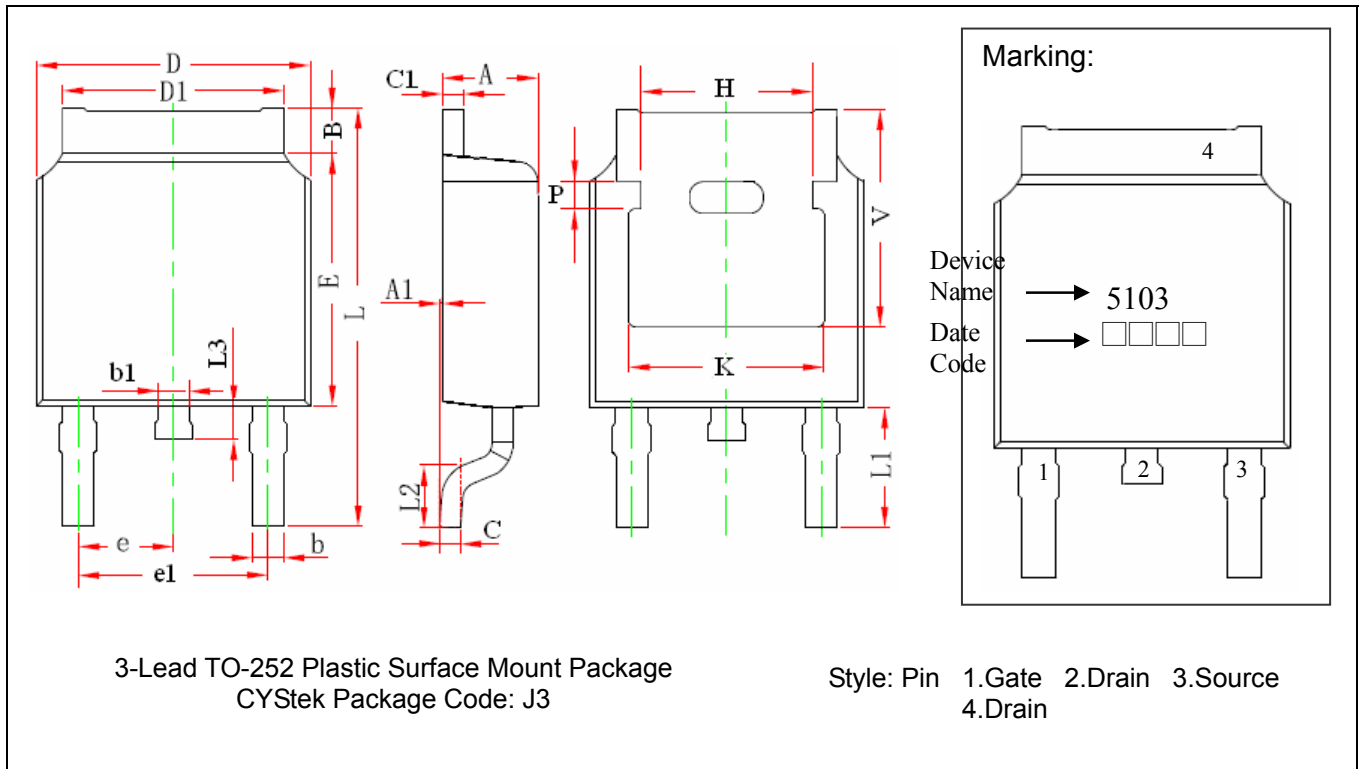 D
D1
B
E
L
L3
b1
e
e1
b
C1
A
A1
L2
C
H
P
V
K
L1
Marking:
4
Device
Name
5103
Date
Code
□□□□
1
2
3
3-Lead TO-252 Plastic Surface Mount Package
CYStek Package Code: J3
Style: Pin 1.Gate 2.Drain 3.Source
4.Drain